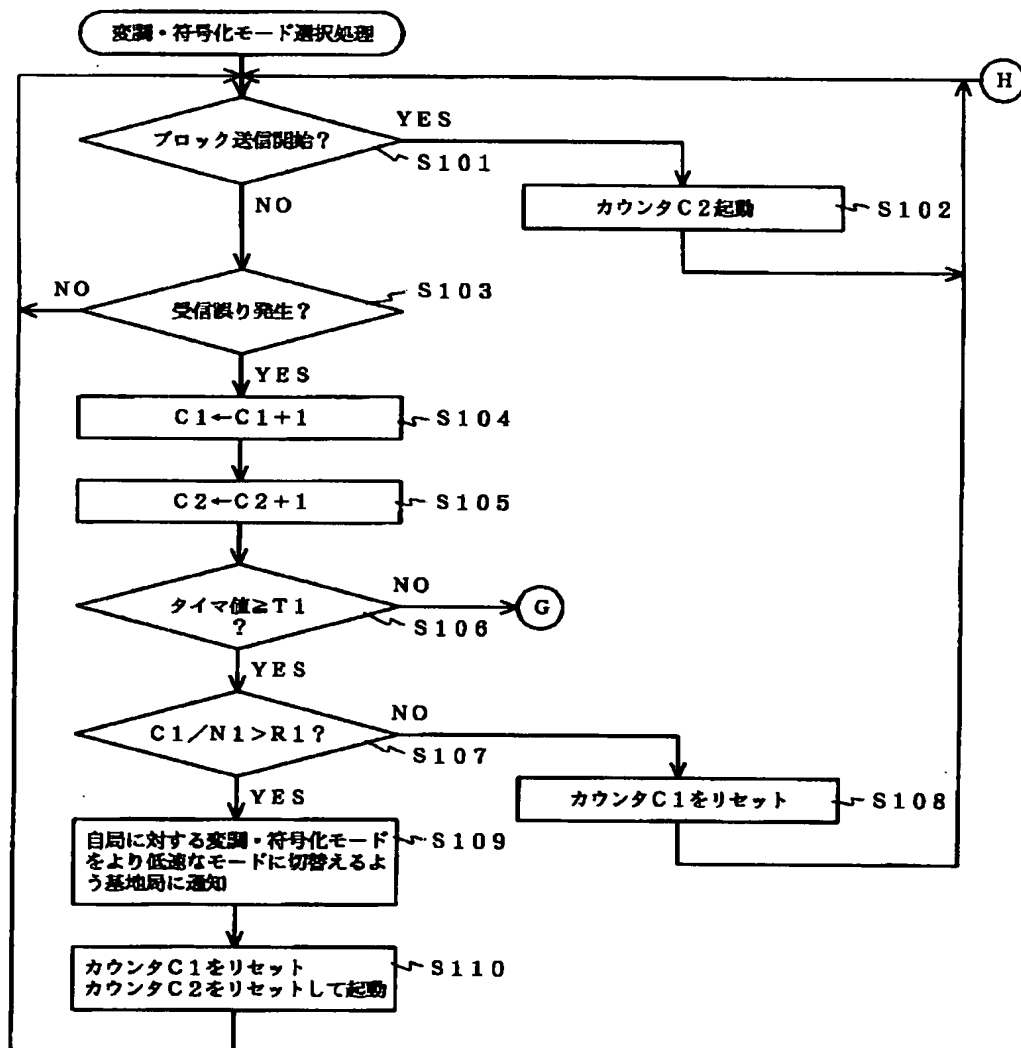 変調・符号化モード選択処理
H
ブロック送信開始？
YES
S101
NO
カウンタC2起動
S102
NO
受信誤り発生？
S103
YES
C1←C1+1
S104
C2←C2+1
S105
タイマ値≧T1
？
NO
G
S106
YES
C1／N1>R1？
NO
S107
YES
カウンタC1をリセット
S108
自局に対する変調・符号化モード
をより低速なモードに切替えるよ
う基地局に通知
S109
カウンタC1をリセット
カウンタC2をリセットして起動
S110